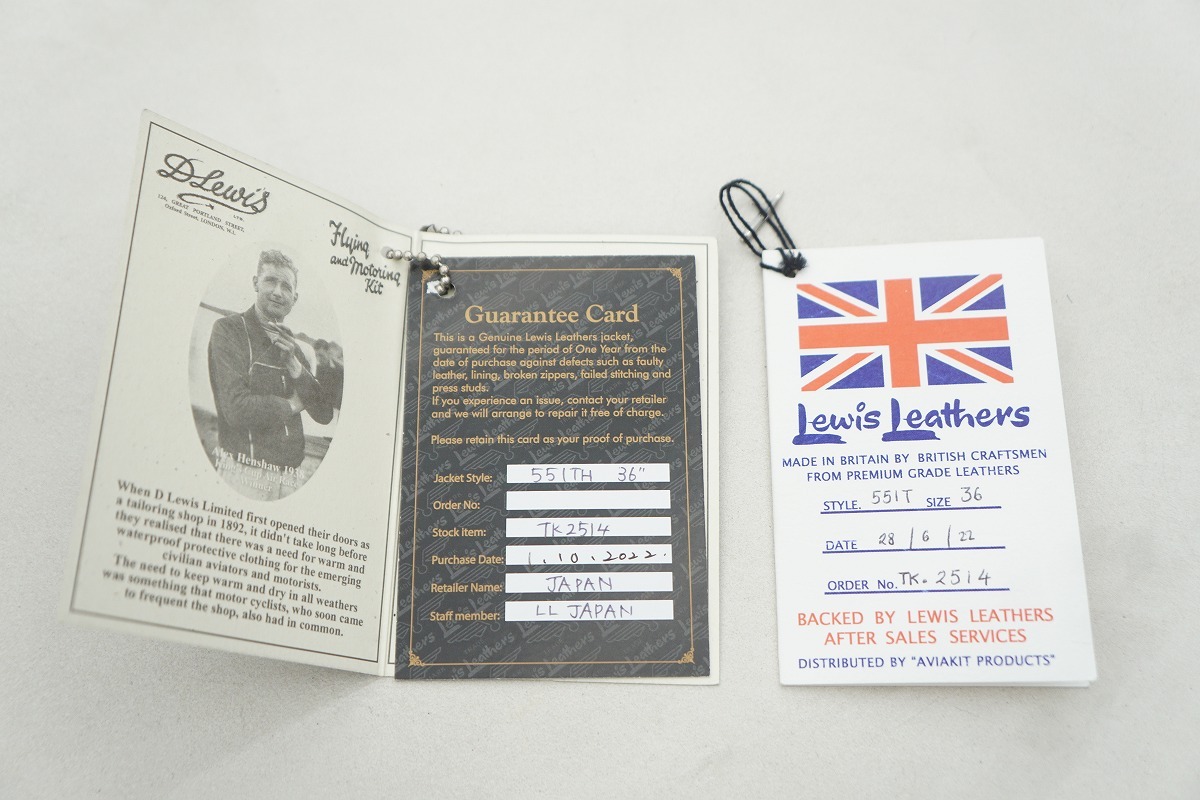 D Lewis
LTD.
124, GREAT PORTLAND STREET,
Oxford Street, LONDON, W.1.
Flying
and Motoring
Kit
Alex Henshaw 1938
When D Lewis Limited first opened their doors as
a tailoring shop in 1892, it didn't take long before
they realised that there was a need for warm and
waterproof protective clothing for the emerging
civilian aviators and motorists.
The need to keep warm and dry in all weathers
was something that motor cyclists, who soon came
to frequent the shop, also had in common.
Guarantee Card
This is a Genuine Lewis Leathers jacket,
guaranteed for the period of One Year from the
date of purchase against defects such as faulty
leather, lining, broken zippers, failed stitching and
press studs.
If you experience an issue, contact your retailer
and we will arrange to repair it free of charge.
Please retain this card as your proof of purchase.
Jacket Style: 551TH 36"
Order No:
Stock item: TK2514
Purchase Date: 1.10.2022.
Retailer Name: JAPAN
Staff member: LL JAPAN
Lewis Leathers
MADE IN BRITAIN BY BRITISH CRAFTSMEN
FROM PREMIUM GRADE LEATHERS
STYLE. 551T SIZE 36
DATE 28 / 6 / 22
ORDER No. TK. 2514
BACKED BY LEWIS LEATHERS
AFTER SALES SERVICES
DISTRIBUTED BY "AVIAKIT PRODUCTS"